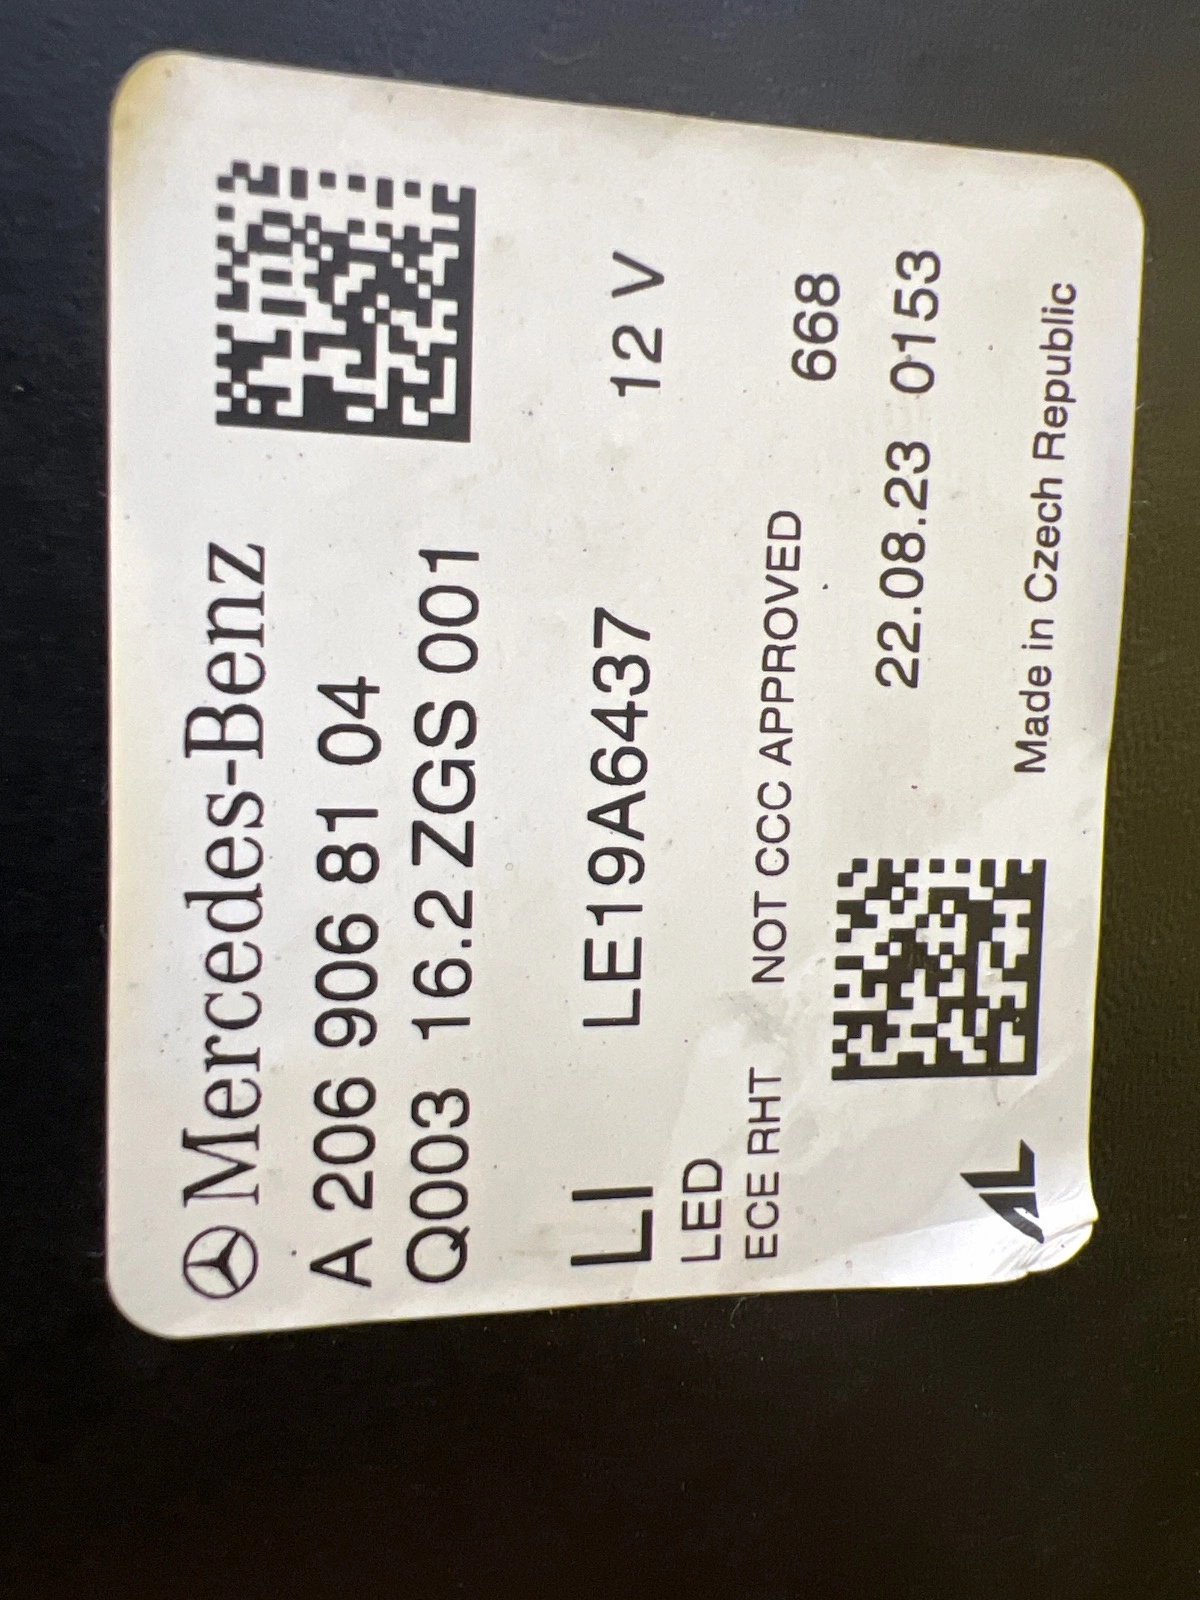 Mercedes-Benz
A 206 906 81 04
Q003 16.2 ZGS 001
LI LE19A6437 12 V
LED
ECE RHT NOT CCC APPROVED 668
22.08.23 0153
AL Made in Czech Republic